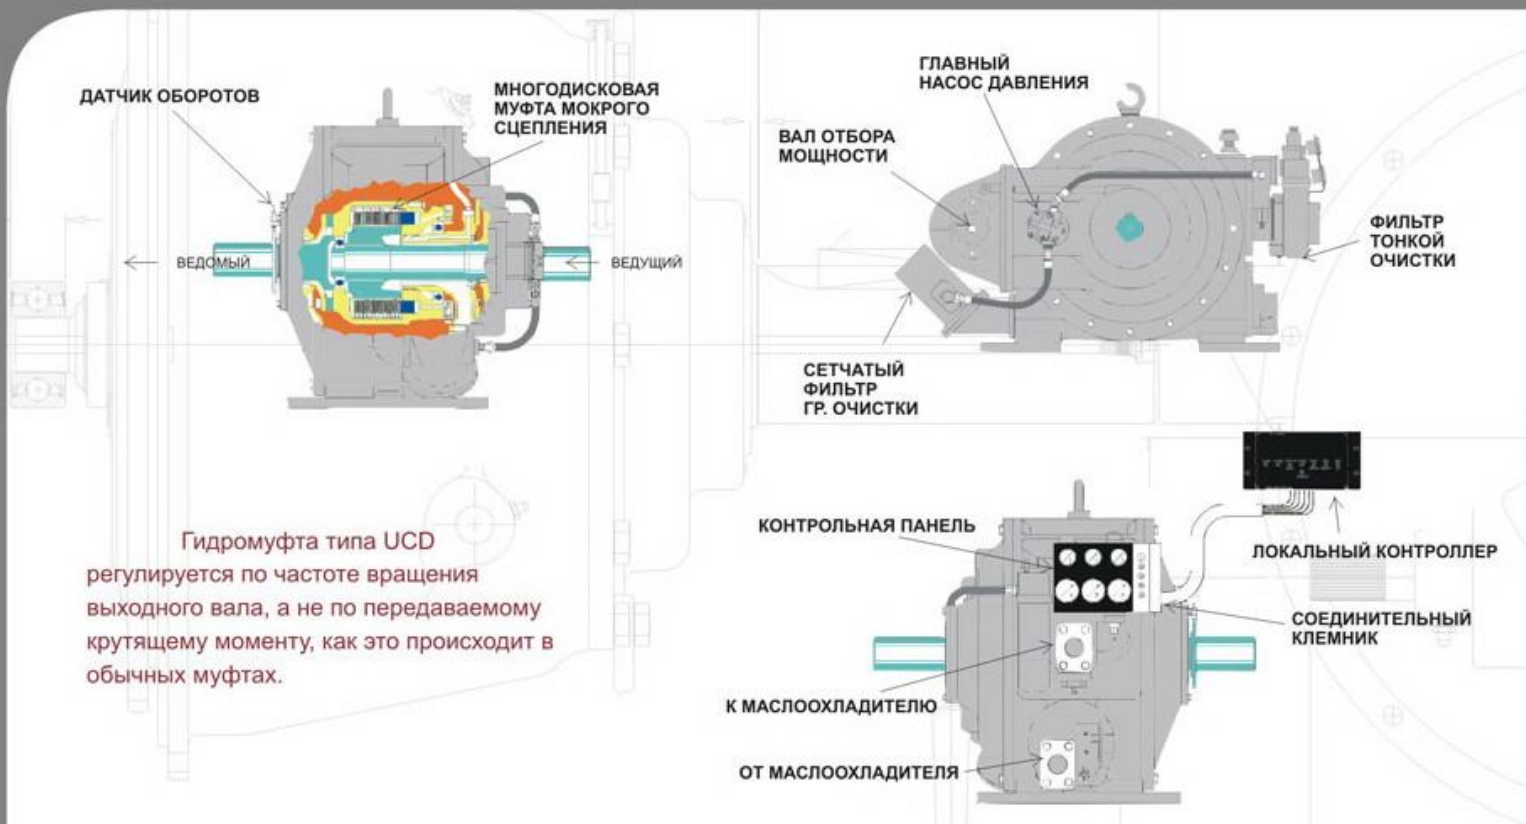 ДАТЧИК ОБОРОТОВ
МНОГОДИСКОВАЯ
МУФТА МОКРОГО
СЦЕПЛЕНИЯ
ВЕДОМЫЙ
ВЕДУЩИЙ
ГЛАВНЫЙ
НАСОС ДАВЛЕНИЯ
ВАЛ ОТБОРА
МОЩНОСТИ
ФИЛЬТР
ТОНКОЙ
ОЧИСТКИ
СЕТЧАТЫЙ
ФИЛЬТР
ГР. ОЧИСТКИ
Гидромуфта типа UCD
регулируется по частоте вращения
выходного вала, а не по передаваемому
крутящему моменту, как это происходит в
обычных муфтах.
КОНТРОЛЬНАЯ ПАНЕЛЬ
ЛОКАЛЬНЫЙ КОНТРОЛЛЕР
СОЕДИНИТЕЛЬНЫЙ
КЛЕМНИК
К МАСЛООХЛАДИТЕЛЮ
ОТ МАСЛООХЛАДИТЕЛЯ